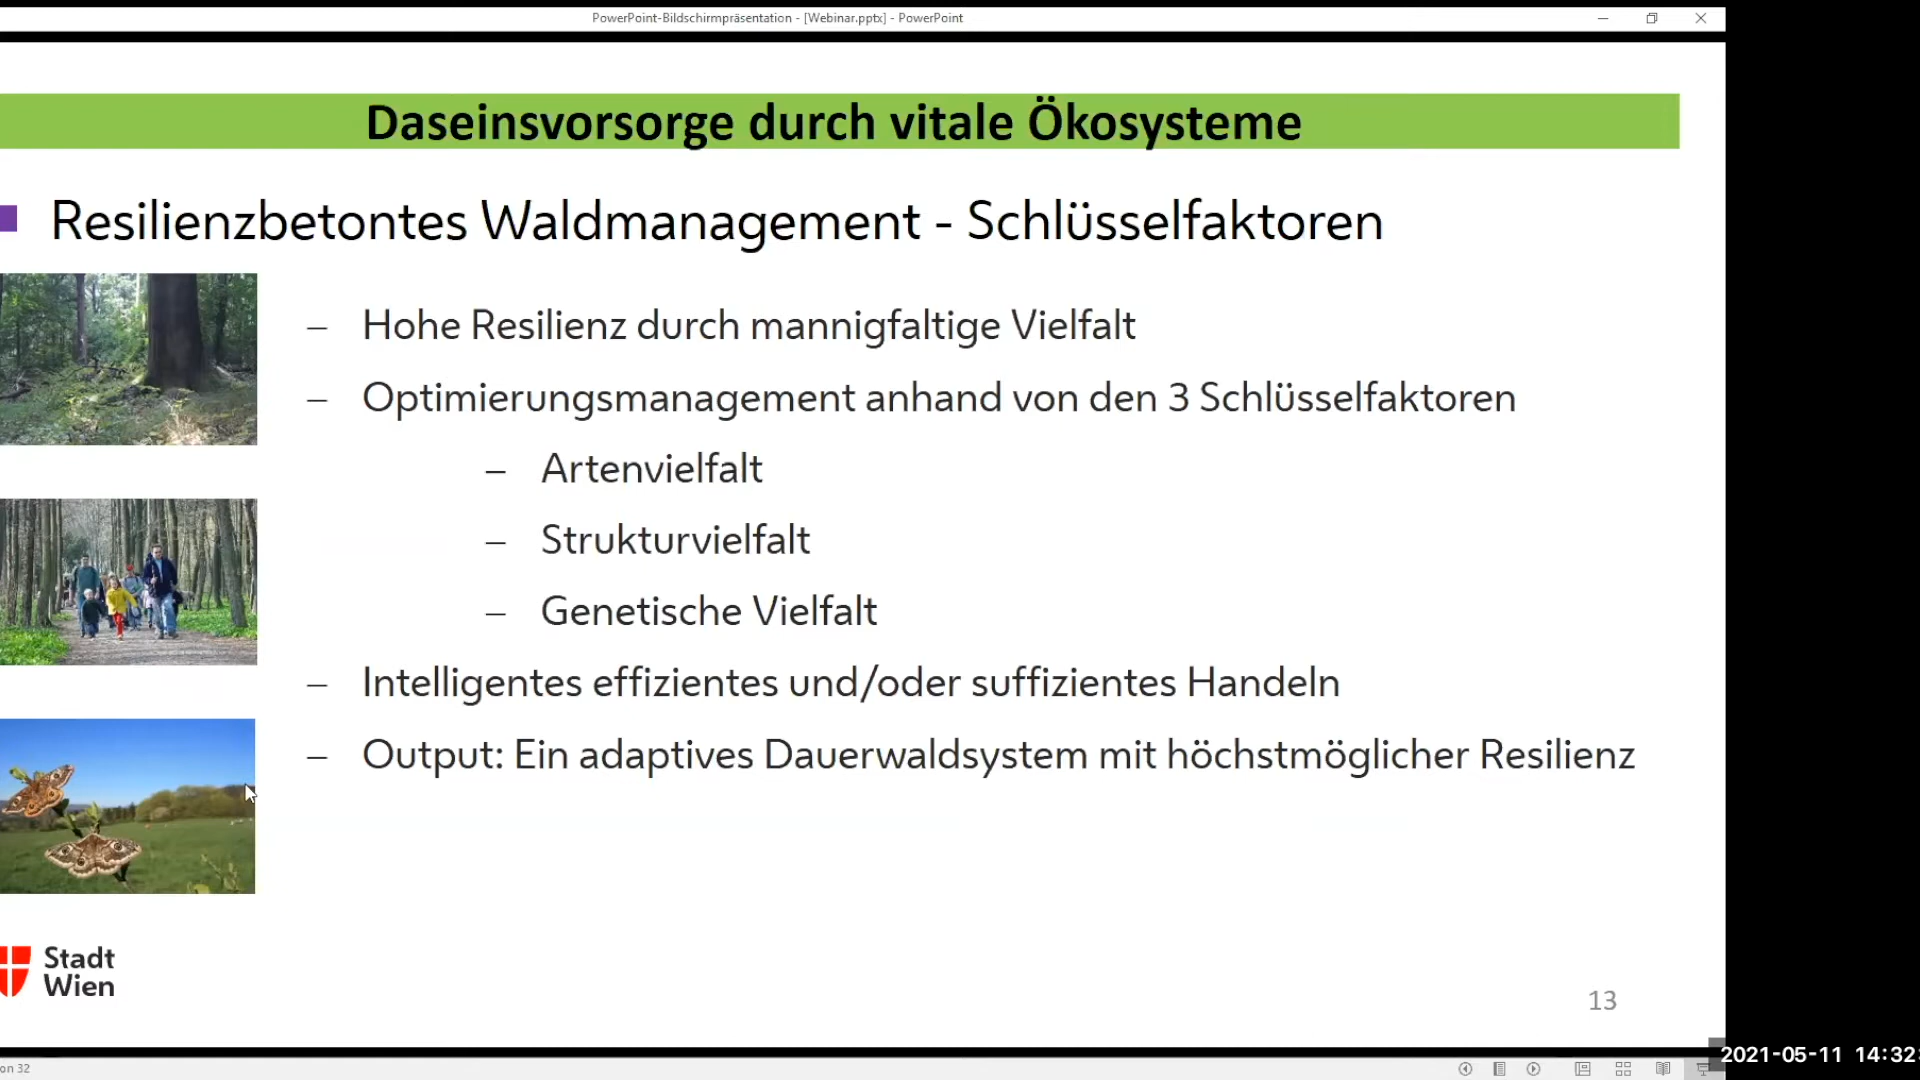 PowerPoint-Bildschirmpräsentation - [Webinar.pptx] - PowerPoint
Daseinsvorsorge durch vitale Ökosysteme
Resilienzbetontes Waldmanagement - Schlüsselfaktoren
– Hohe Resilienz durch mannigfaltige Vielfalt
– Optimierungsmanagement anhand von den 3 Schlüsselfaktoren
– Artenvielfalt
– Strukturvielfalt
– Genetische Vielfalt
– Intelligentes effizientes und/oder suffizientes Handeln
– Output: Ein adaptives Dauerwaldsystem mit höchstmöglicher Resilienz
Stadt
Wien
13
on 32
2021-05-11 14:32: